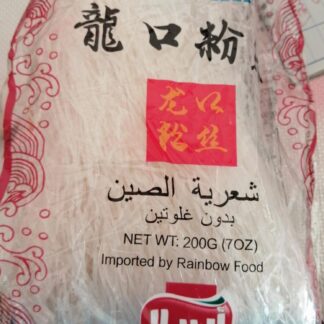 龍口粉
龙口
粉丝
شعرية الصين
بدون غلوتين
NET WT: 200G (7OZ)
Imported by Rainbow Food